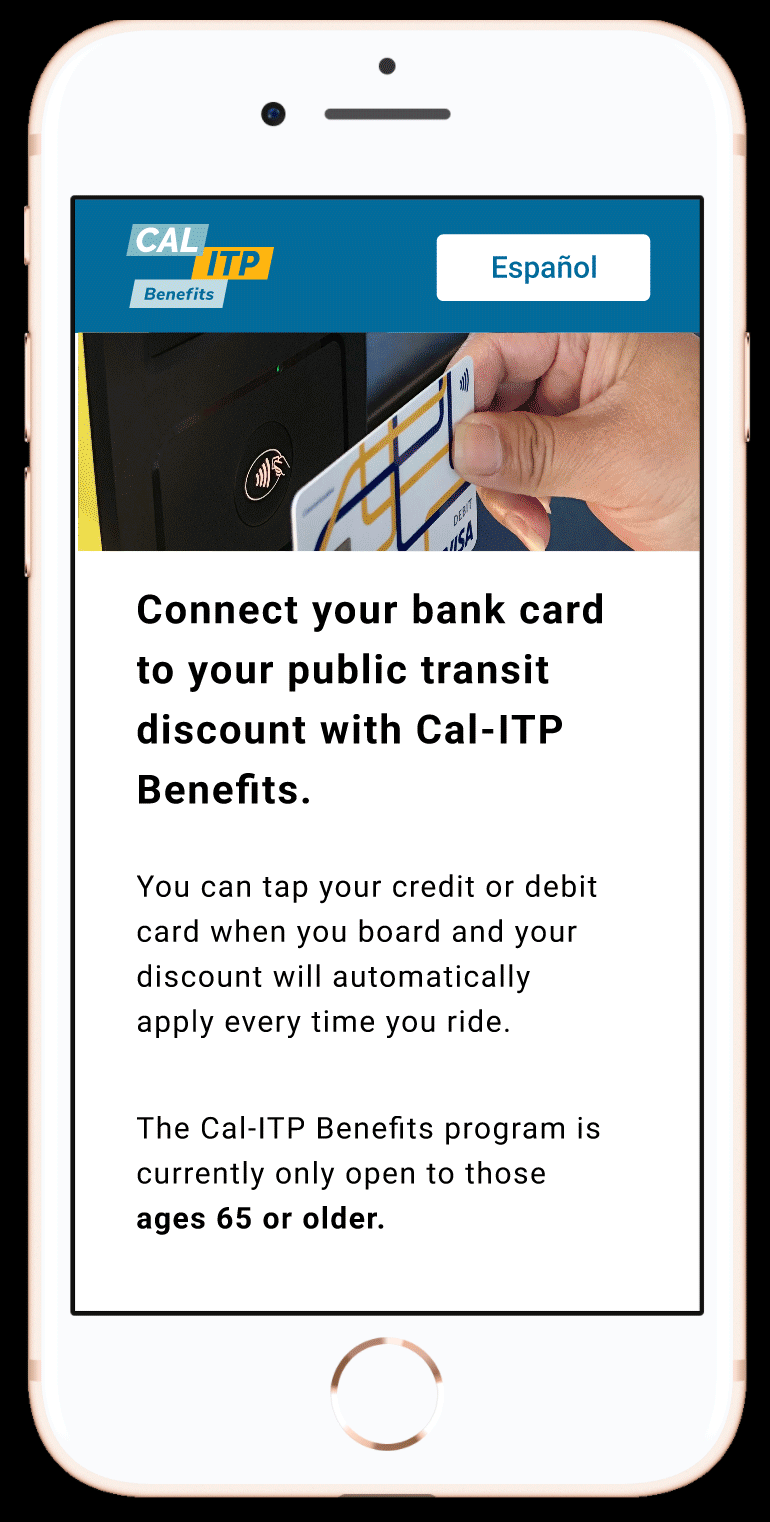 CAL
ITP
Benefits
Español
DEBIT
VISA
Connect your bank card
to your public transit
discount with Cal-ITP
Benefits.
You can tap your credit or debit
card when you board and your
discount will automatically
apply every time you ride.
The Cal-ITP Benefits program is
currently only open to those
ages 65 or older.